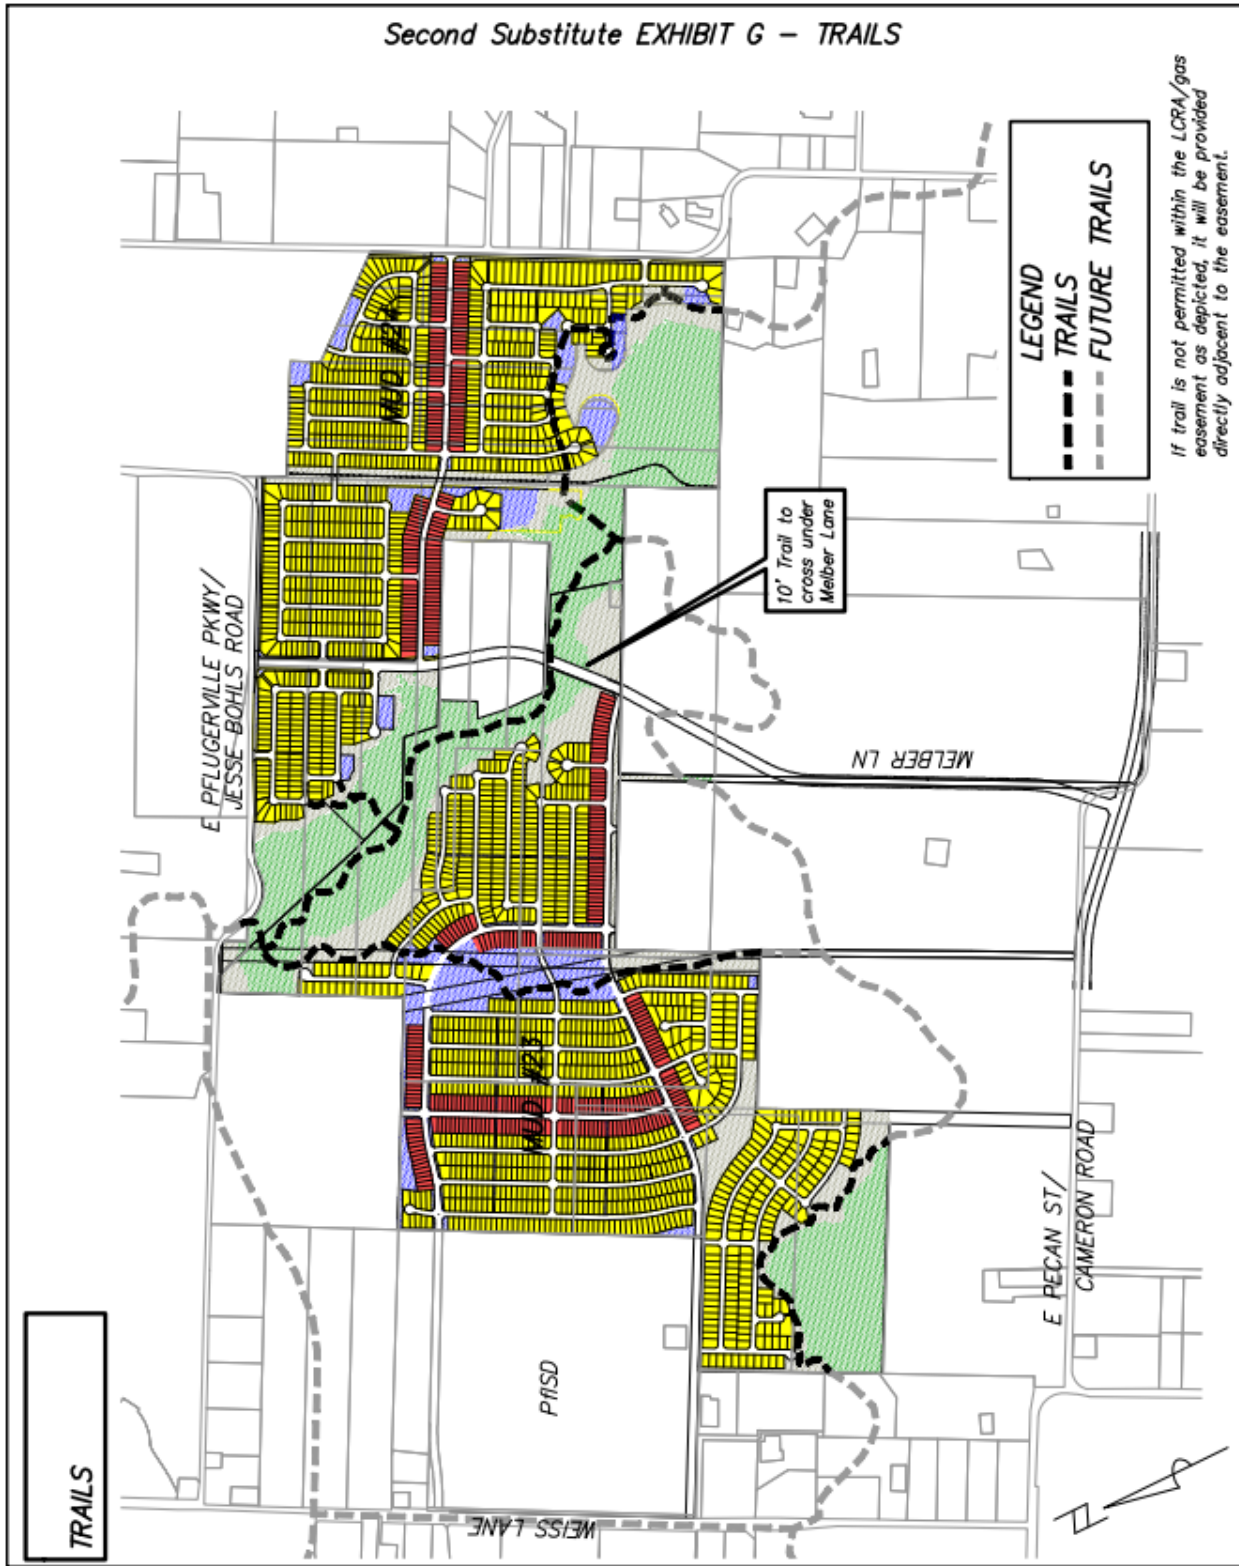 Second Substitute EXHIBIT G - TRAILS
TRAILS
LEGEND
TRAILS
FUTURE TRAILS
If trail is not permitted within the LCRA/gas
easement as depicted, it will be provided
directly adjacent to the easement.
E PFLUGERVILLE PKWY/
JESSE BOHLS ROAD
MUD #24
10' Trail to
cross under
Melber Lane
MELBER LN
MUD #23
PfISD
E PECAN ST/
CAMERON ROAD
WEISS LANE
N